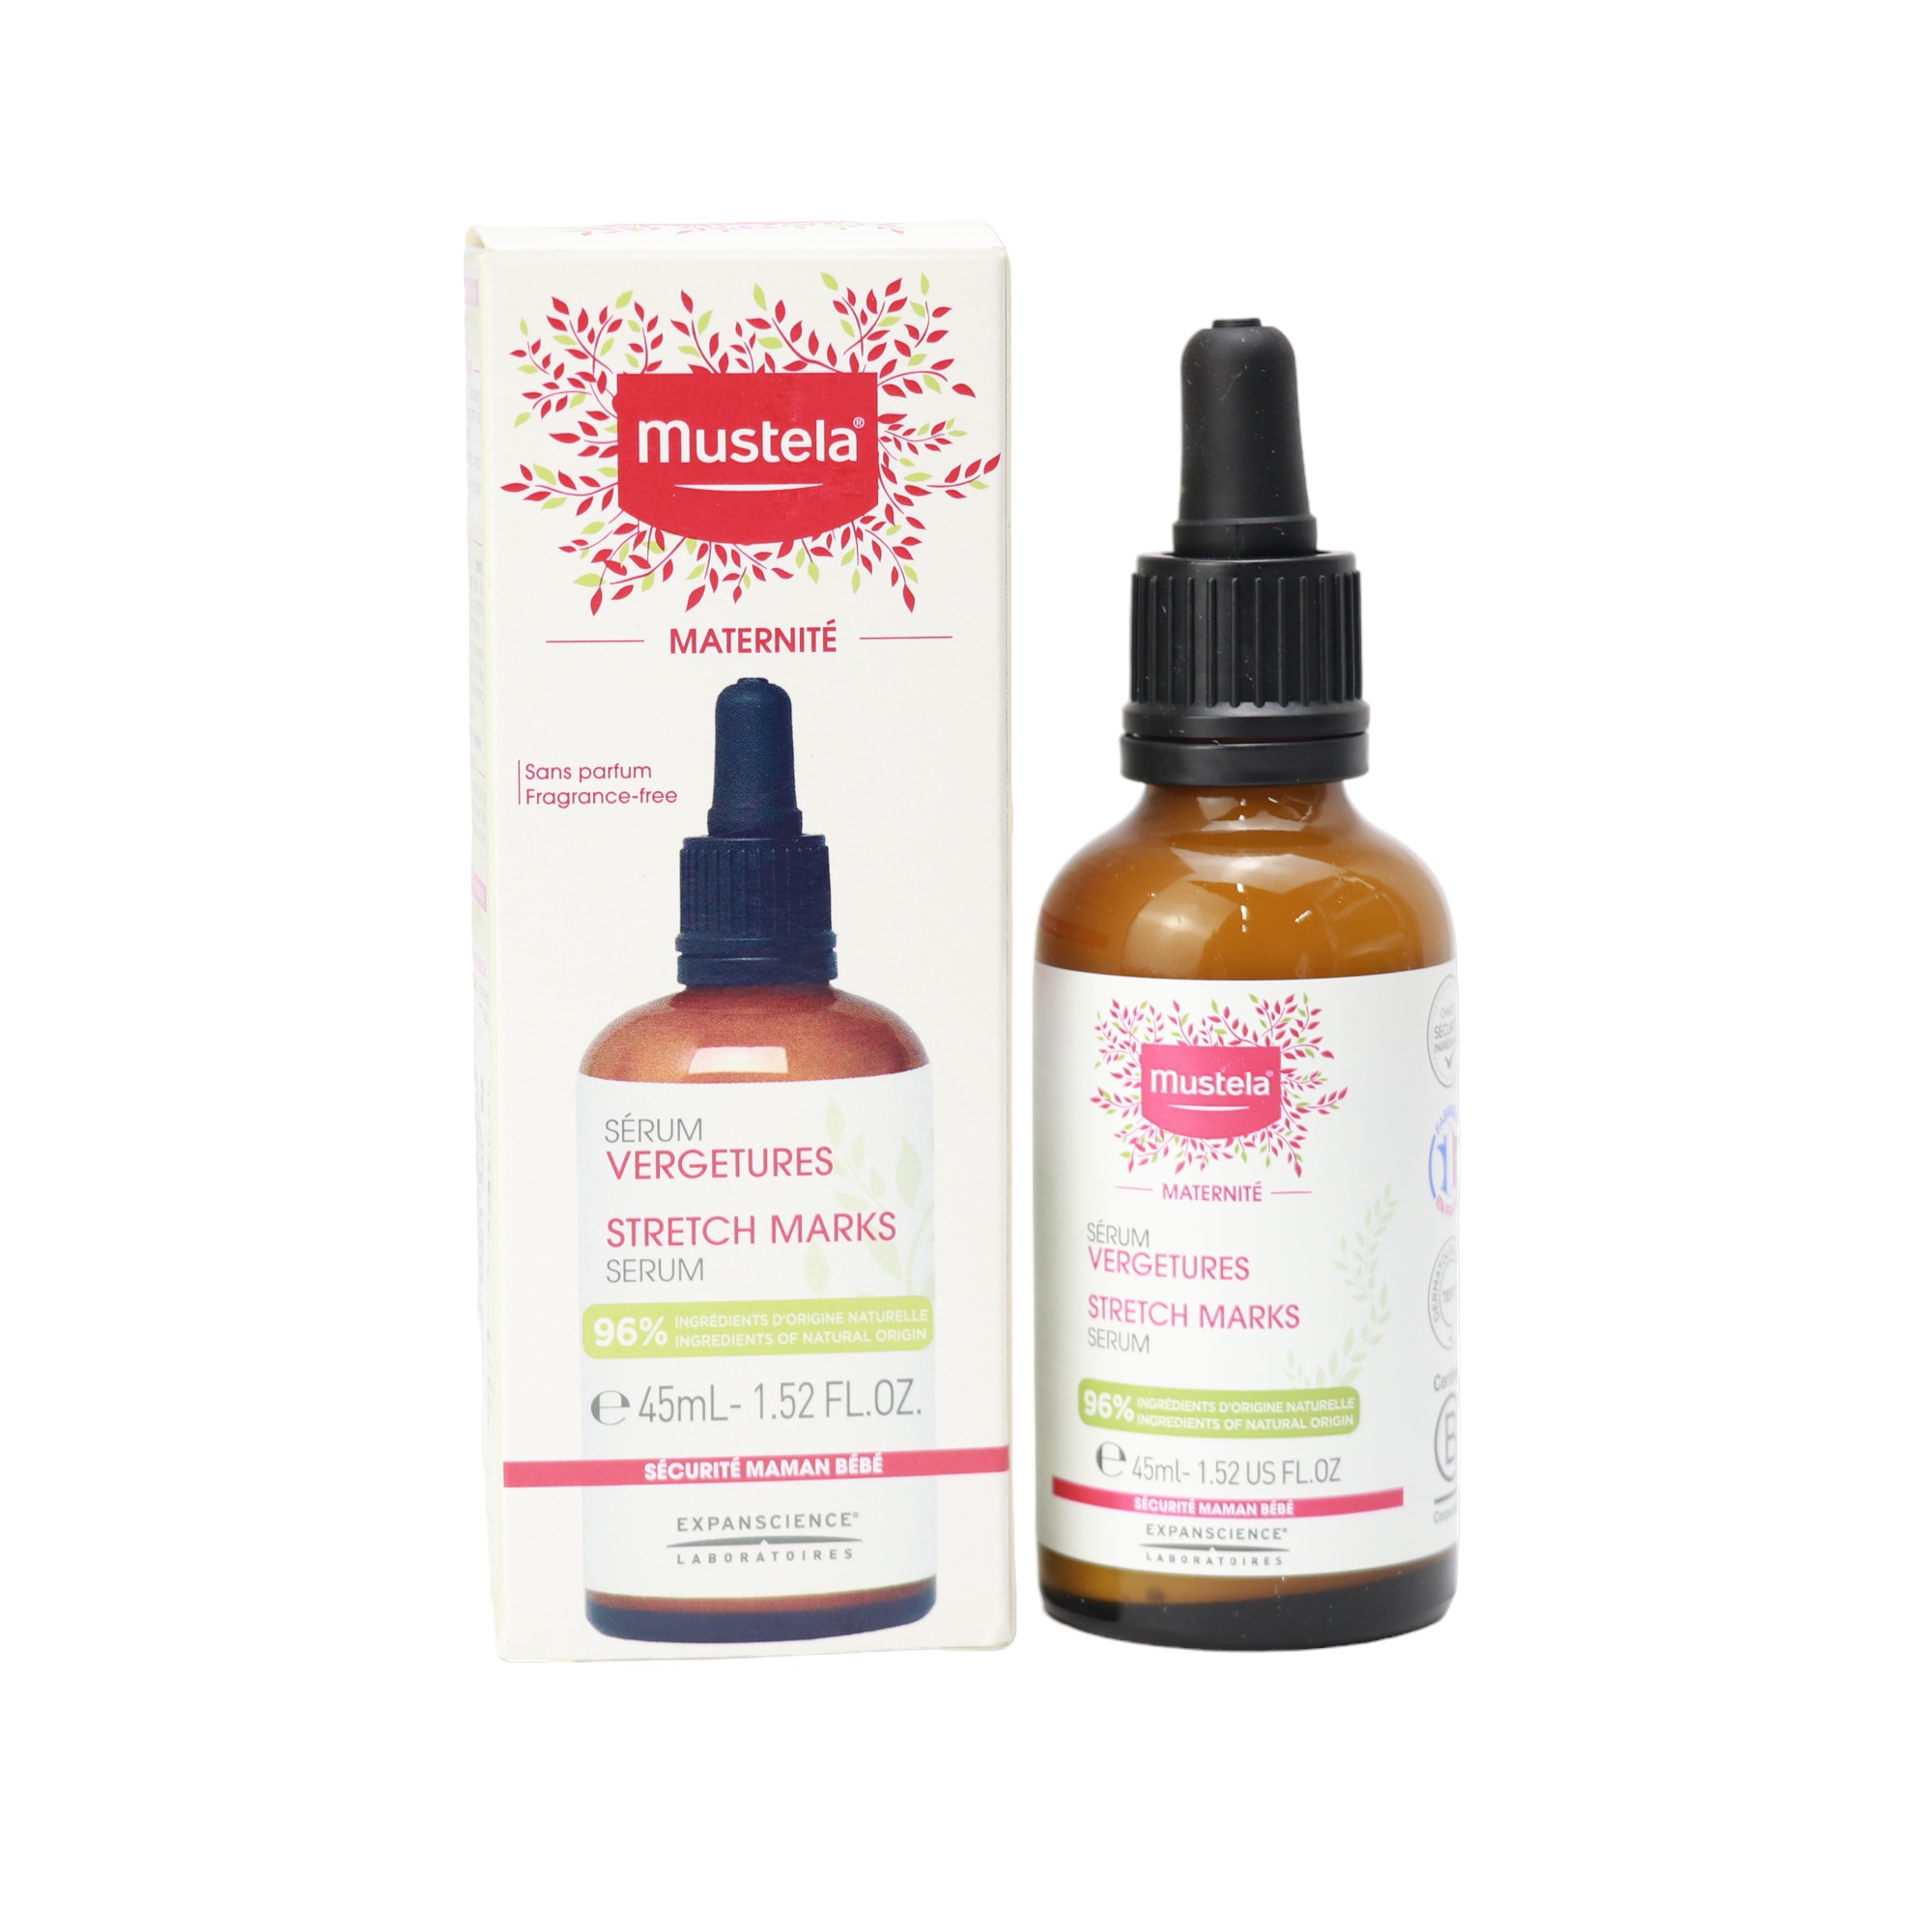 mustela®
MATERNITÉ
Sans parfum
Fragrance-free
SÉRUM
VERGETURES
STRETCH MARKS
SERUM
96% INGRÉDIENTS D'ORIGINE NATURELLE
INGREDIENTS OF NATURAL ORIGIN
℮ 45mL- 1.52 FL.OZ.
SÉCURITÉ MAMAN BÉBÉ
EXPANSCIENCE®
LABORATOIRES
mustela®
MATERNITÉ
SÉRUM
VERGETURES
STRETCH MARKS
SERUM
96% INGRÉDIENTS D'ORIGINE NATURELLE
INGREDIENTS OF NATURAL ORIGIN
℮ 45ml- 1.52 US FL.OZ
SÉCURITÉ MAMAN BÉBÉ
EXPANSCIENCE®
LABORATOIRES